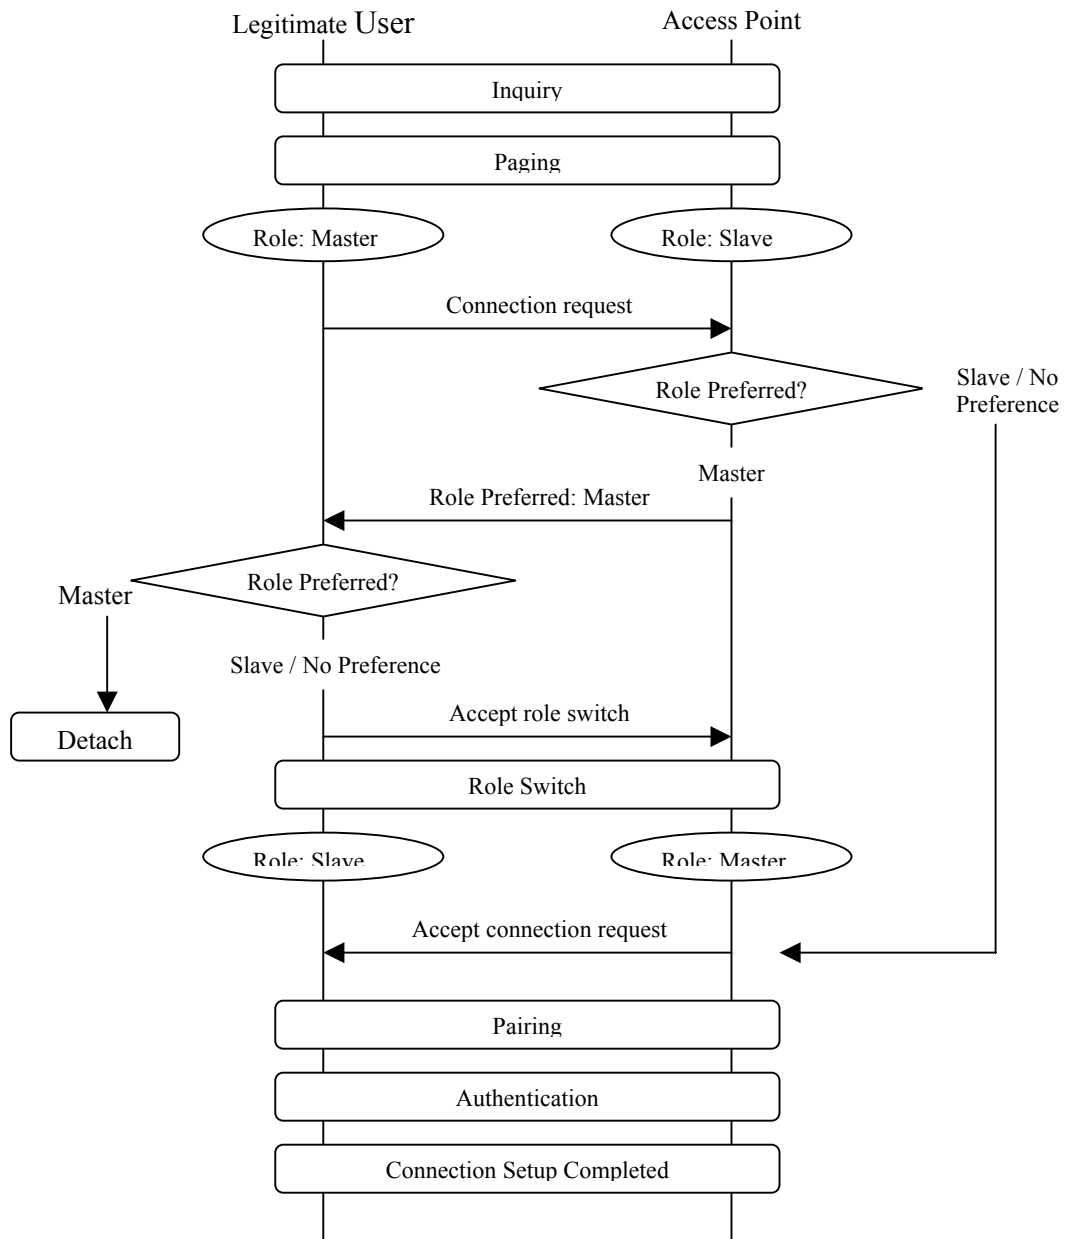 Legitimate User
Access Point
Inquiry
Paging
Role: Master
Role: Slave
Connection request
Role Preferred?
Slave / No
Preference
Master
Role Preferred: Master
Role Preferred?
Master
Slave / No Preference
Accept role switch
Detach
Role Switch
Role: Slave
Role: Master
Accept connection request
Pairing
Authentication
Connection Setup Completed